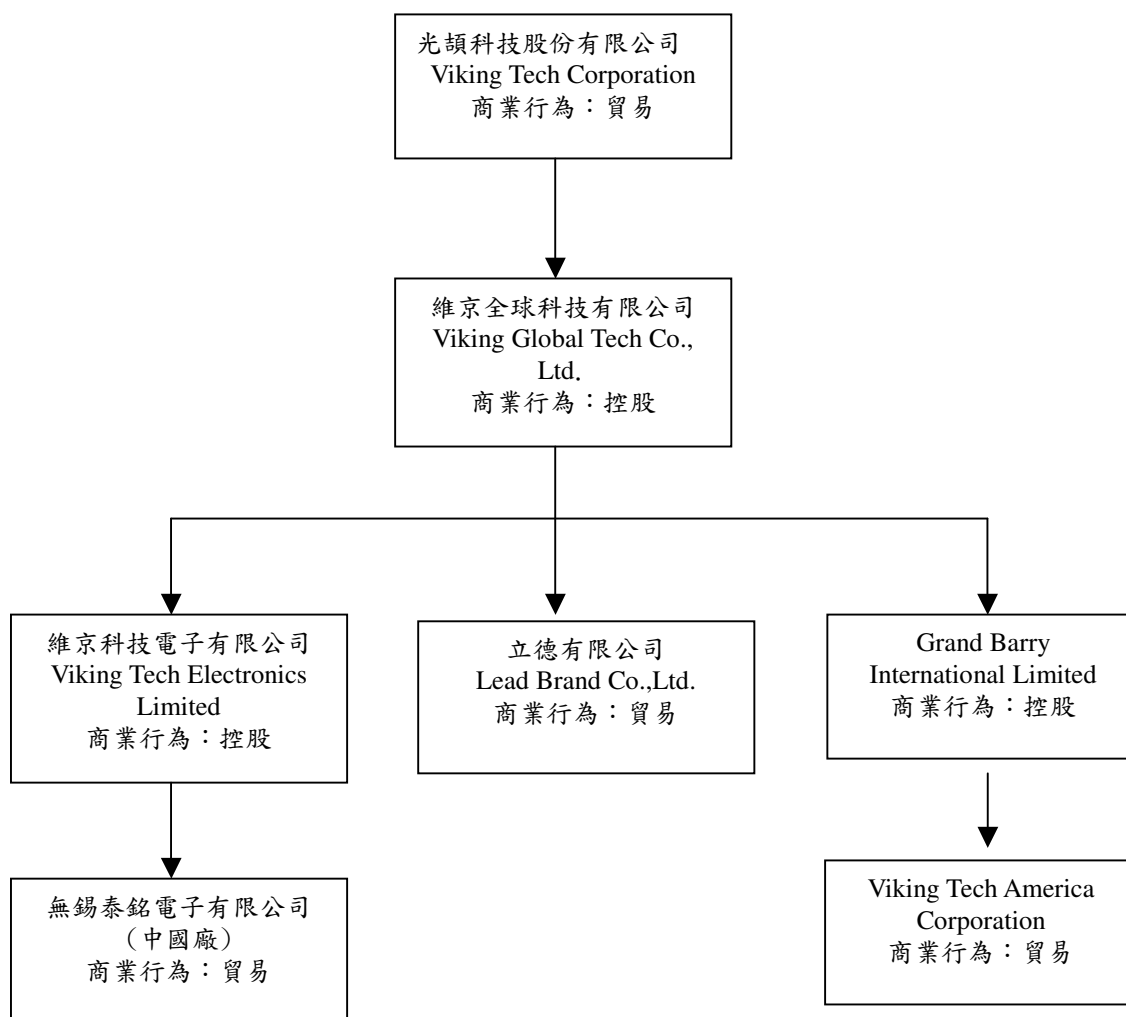 光頡科技股份有限公司
Viking Tech Corporation
商業行為：貿易
維京全球科技有限公司
Viking Global Tech Co.,
Ltd.
商業行為：控股
維京科技電子有限公司
Viking Tech Electronics
Limited
商業行為：控股
立德有限公司
Lead Brand Co.,Ltd.
商業行為：貿易
Grand Barry
International Limited
商業行為：控股
無錫泰銘電子有限公司
（中國廠）
商業行為：貿易
Viking Tech America
Corporation
商業行為：貿易